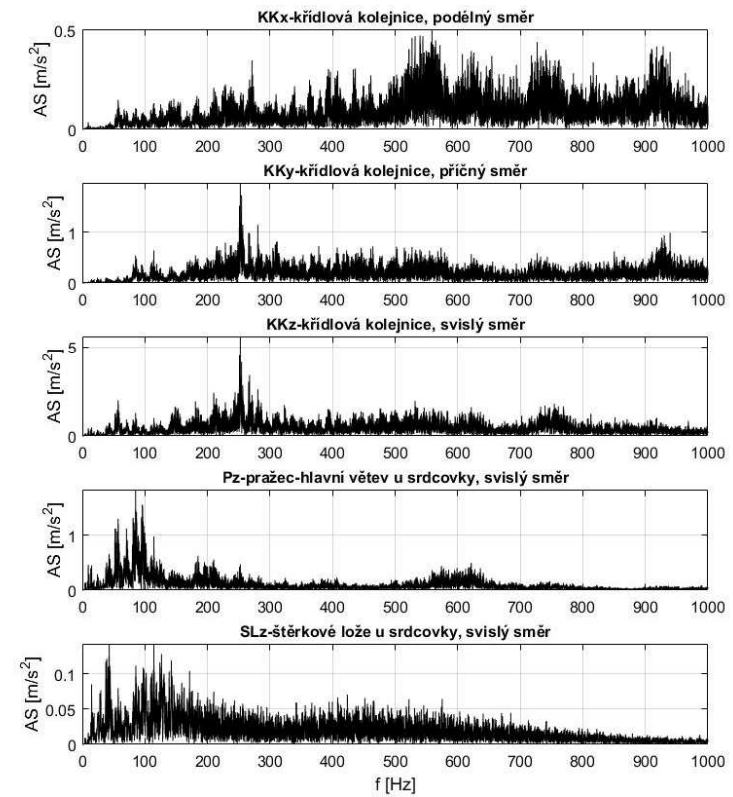 KKx-křídlová kolejnice, podélný směr
AS [m/s²]
0.5
0
0 100 200 300 400 500 600 700 800 900 1000
KKy-křídlová kolejnice, příčný směr
AS [m/s²]
1
0
0 100 200 300 400 500 600 700 800 900 1000
KKz-křídlová kolejnice, svislý směr
AS [m/s²]
5
0
0 100 200 300 400 500 600 700 800 900 1000
Pz-pražec-hlavní větev u srdcovky, svislý směr
AS [m/s²]
1
0
0 100 200 300 400 500 600 700 800 900 1000
SLz-štěrkové lože u srdcovky, svislý směr
AS [m/s²]
0.1
0.05
0
0 100 200 300 400 500 600 700 800 900 1000
f [Hz]